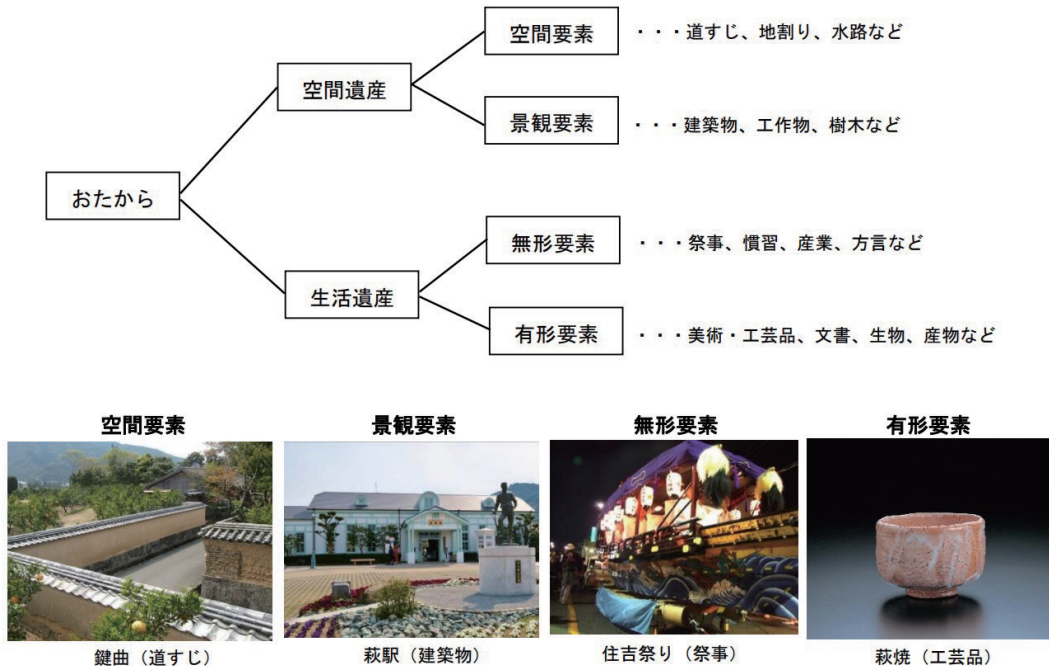 空間要素 ・・・道すじ、地割り、水路など
空間遺産
景観要素 ・・・建築物、工作物、樹木など
おたから
無形要素 ・・・祭事、慣習、産業、方言など
生活遺産
有形要素 ・・・美術・工芸品、文書、生物、産物など
空間要素 景観要素 無形要素 有形要素
鍵曲（道すじ） 萩駅（建築物） 住吉祭り（祭事） 萩焼（工芸品）